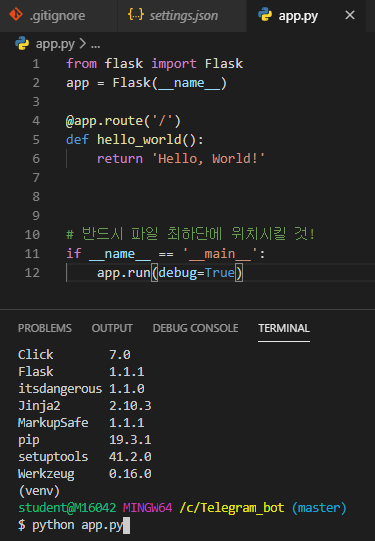 .gitignore settings.json app.py ×
app.py > ...
1 from flask import Flask
2 app = Flask(__name__)
3
4 @app.route('/')
5 def hello_world():
6     return 'Hello, World!'
7
8
9
10 # 반드시 파일 최하단에 위치시킬 것!
11 if __name__ == '__main__':
12     app.run(debug=True)
PROBLEMS OUTPUT DEBUG CONSOLE TERMINAL
Click 7.0
Flask 1.1.1
itsdangerous 1.1.0
Jinja2 2.10.3
MarkupSafe 1.1.1
pip 19.3.1
setuptools 41.2.0
Werkzeug 0.16.0
(venv)
student@M16042 MINGW64 /c/Telegram_bot (master)
$ python app.py